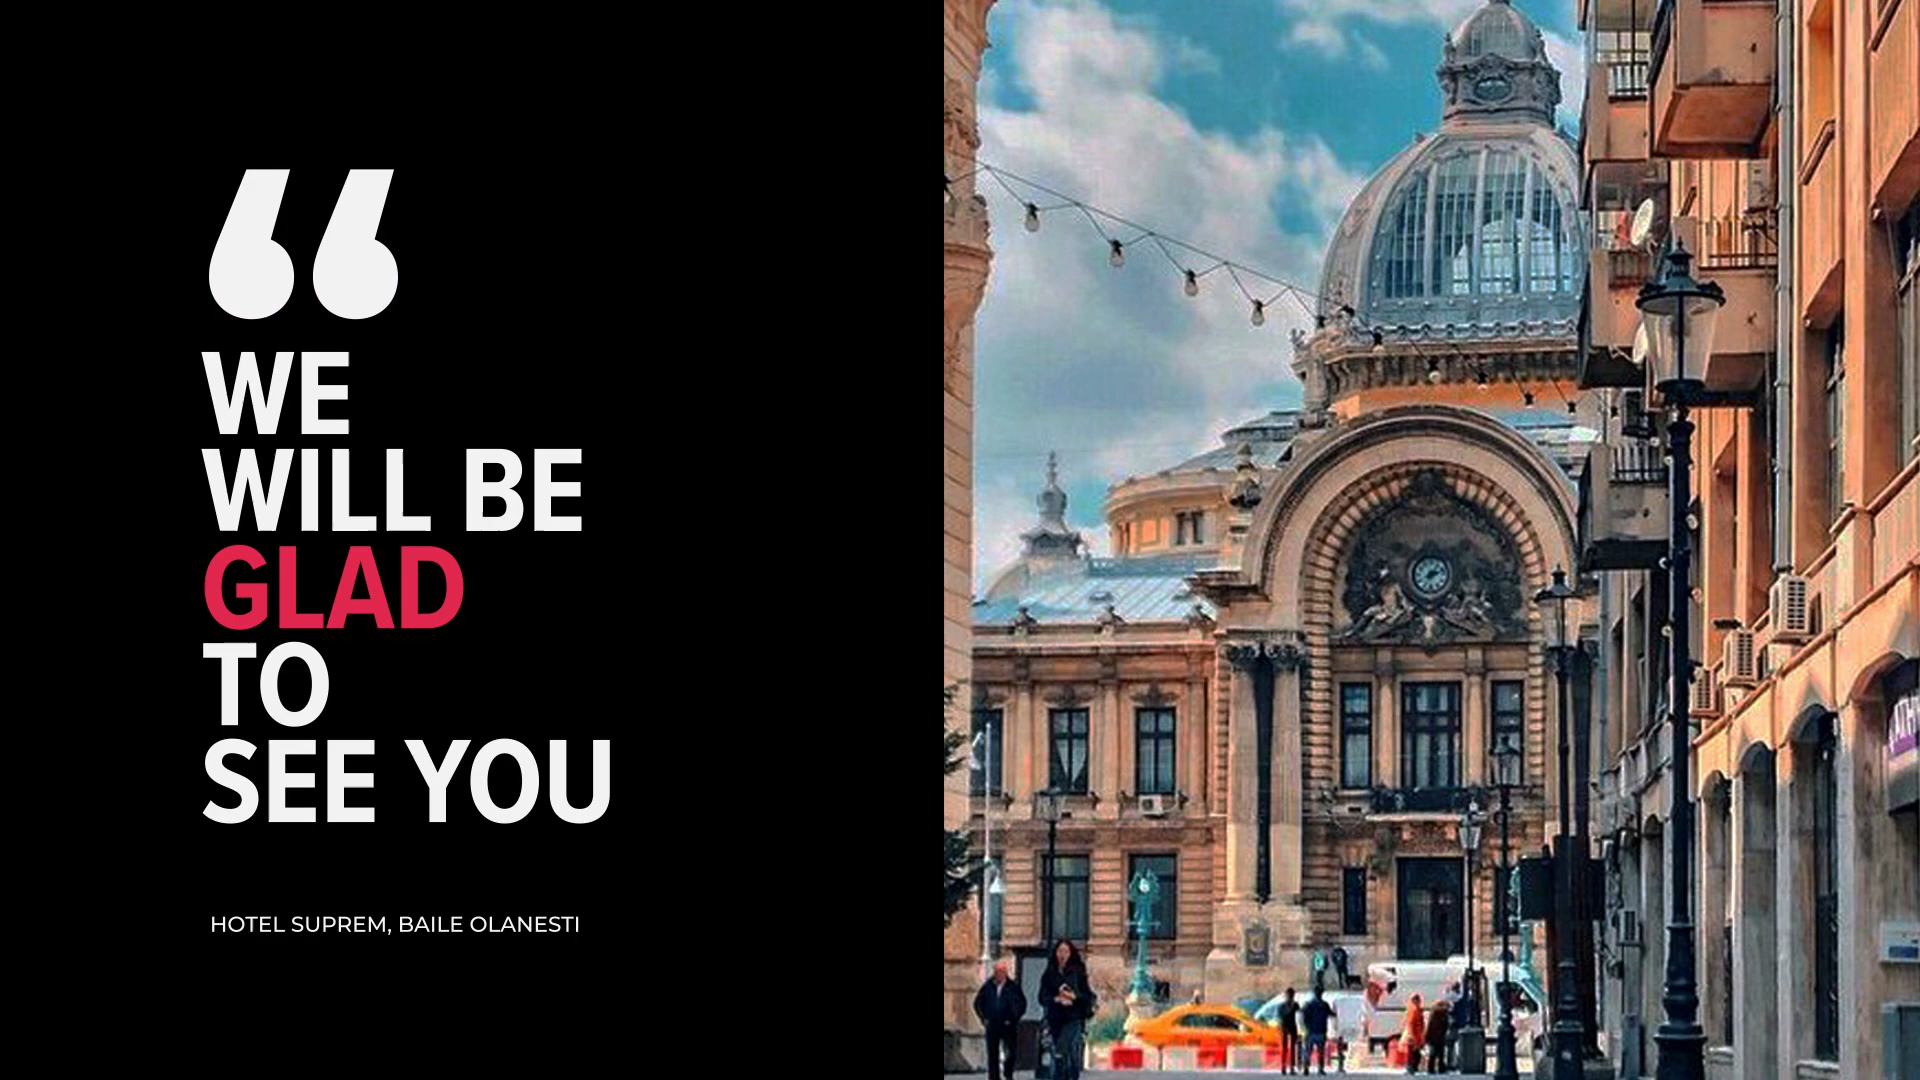 “
WE
WILL BE
GLAD
TO
SEE YOU
HOTEL SUPREM, BAILE OLANESTI